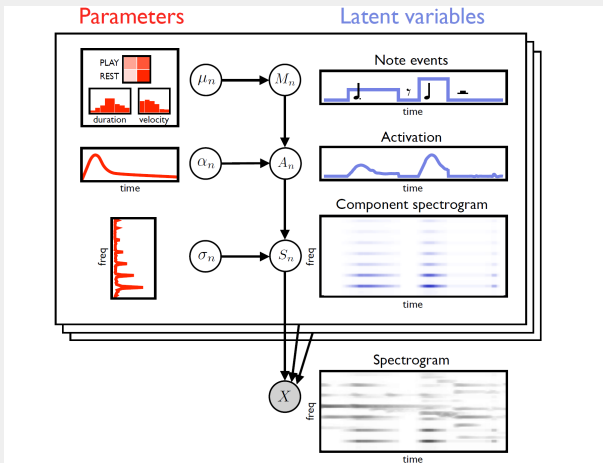 Parameters
Latent variables
PLAY
REST
duration
velocity
μn
Mn
Note events
time
time
αn
An
Activation
time
freq
σn
Sn
Component spectrogram
freq
time
X
Spectrogram
freq
time